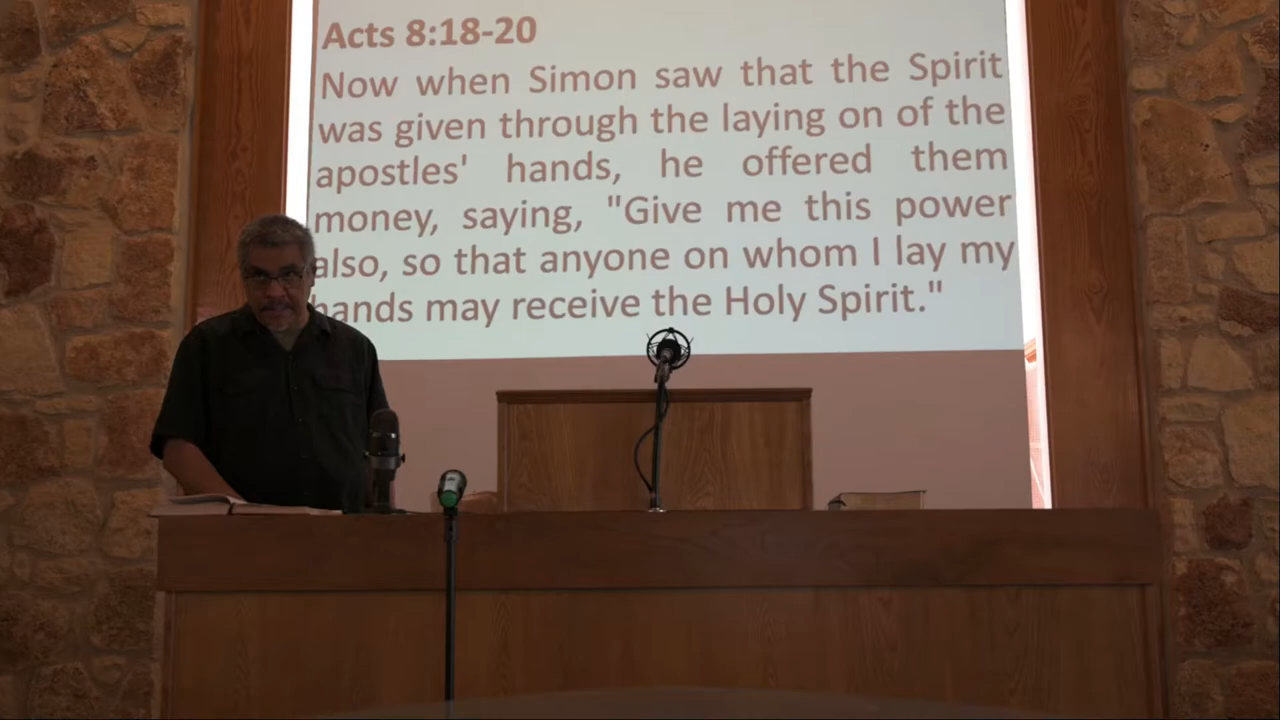 Acts 8:18-20
Now when Simon saw that the Spirit
was given through the laying on of the
apostles' hands, he offered them
money, saying, "Give me this power
also, so that anyone on whom I lay my
hands may receive the Holy Spirit."